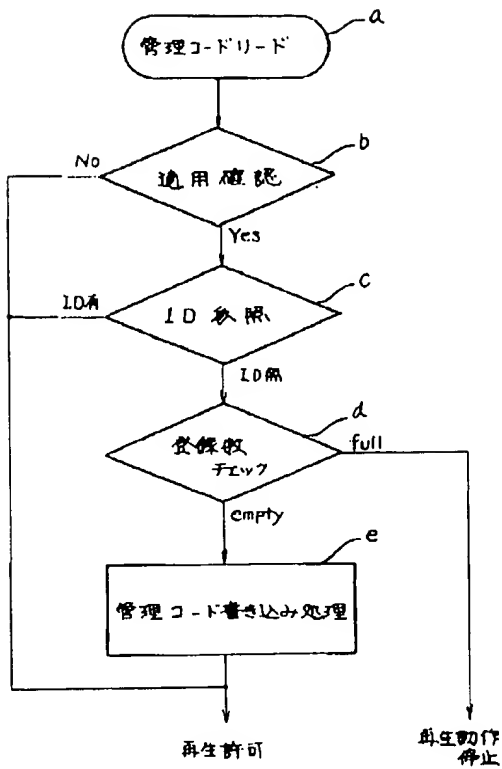 a
管理コードリード
b
No
適用確認
Yes
c
ID有
ID参照
ID無
d
登録数
チェック
full
empty
e
管理コード書き込み処理
再生許可
再生動作
停止